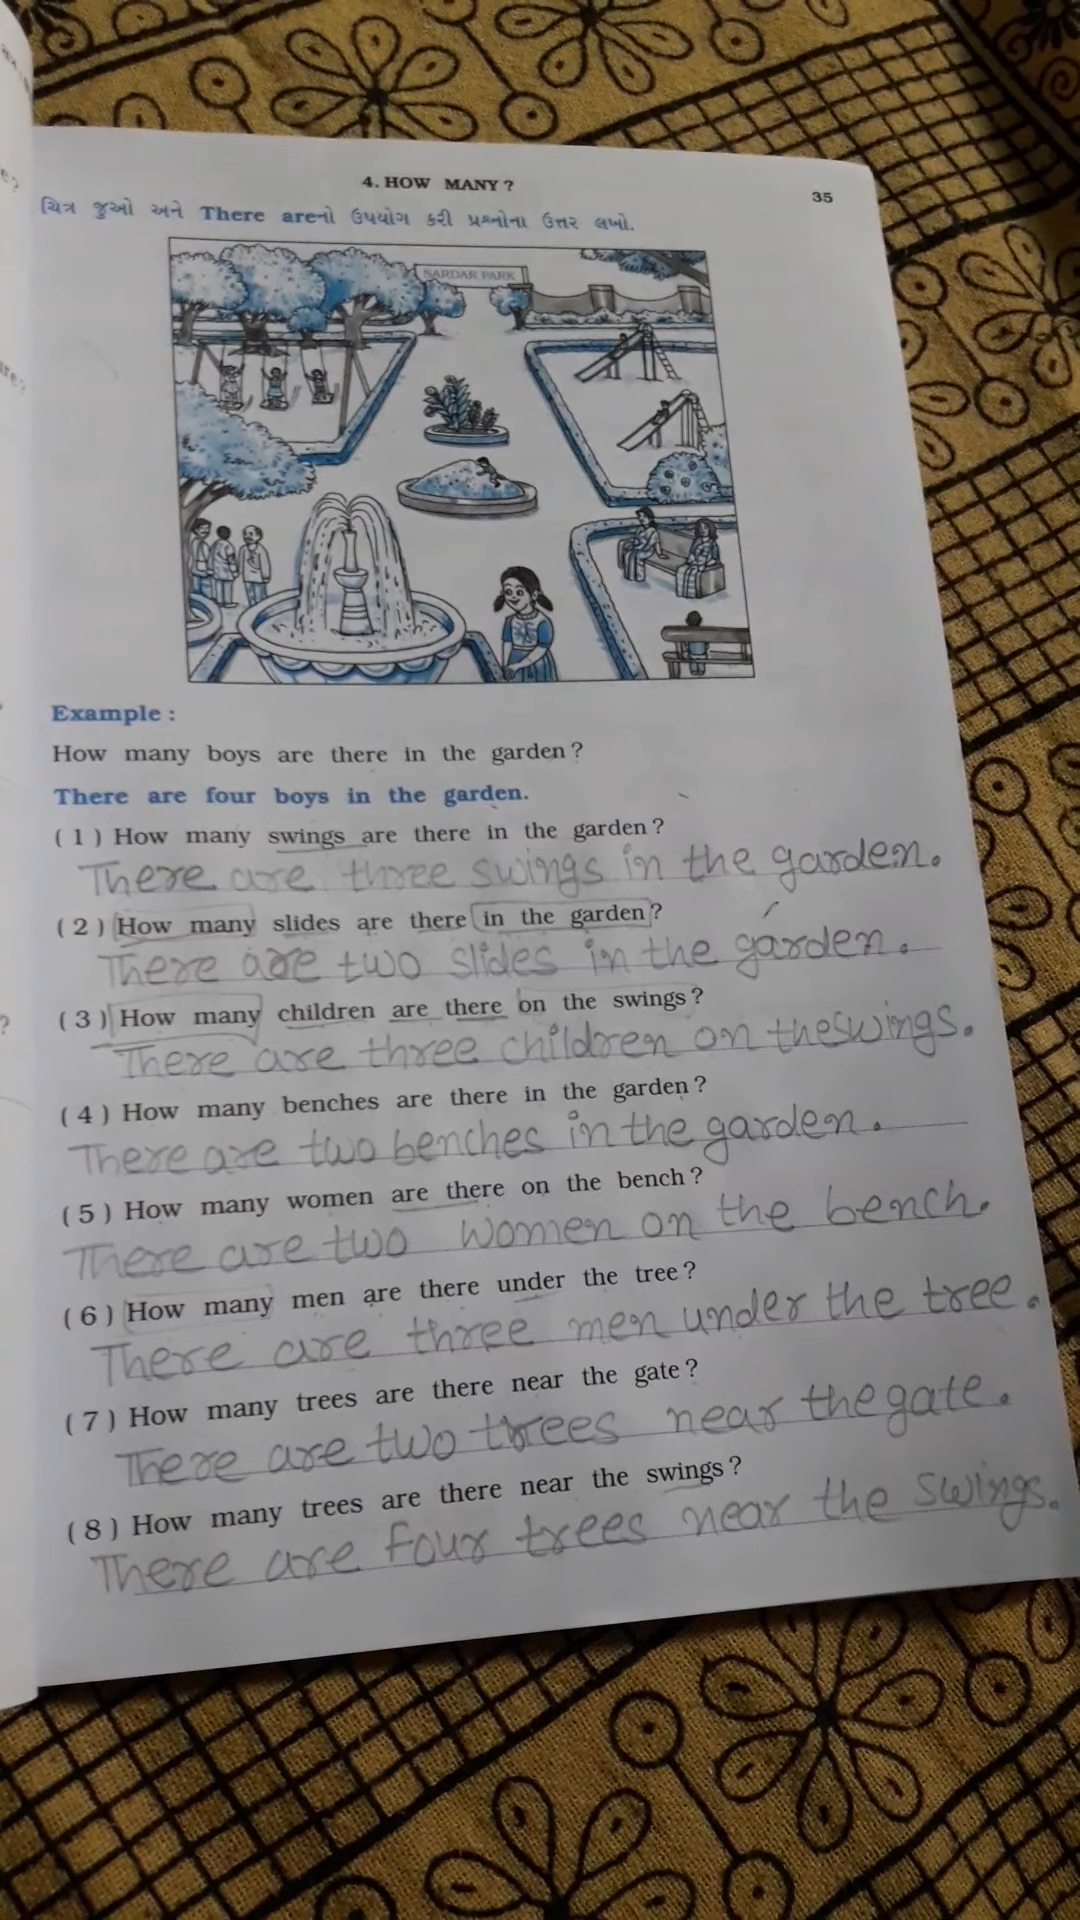 4. HOW MANY ?
35
ચિત્ર જુઓ અને There areનો ઉપયોગ કરી પ્રશ્નોના ઉત્તર લખો.
SARDAR PARK
Example :
How many boys are there in the garden ?
There are four boys in the garden.
( 1 ) How many swings are there in the garden ?
There are three swings in the garden.
( 2 ) How many slides are there in the garden ?
There are two slides in the garden.
( 3 ) How many children are there on the swings ?
There are three children on the swings.
( 4 ) How many benches are there in the garden ?
There are two benches in the garden.
( 5 ) How many women are there on the bench ?
There are two women on the bench.
( 6 ) How many men are there under the tree ?
There are three men under the tree.
( 7 ) How many trees are there near the gate ?
There are two trees near the gate.
( 8 ) How many trees are there near the swings ?
There are four trees near the swings.